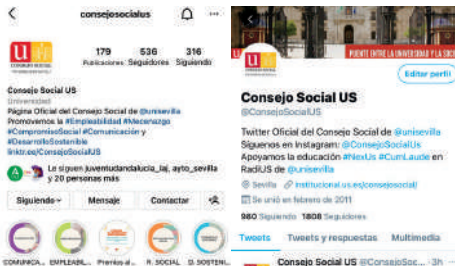 consejosocialus
179
536
316
Publicaciones
Seguidores
Siguiendo
Consejo Social US
Universidad
Página Oficial del Consejo Social de @unisevilla
Promovemos la #Empleabilidad #Mecenazgo
#CompromisoSocial #Comunicación y
#DesarrolloSostenible
linktr.ee/ConsejoSocialUS
Le siguen juventudandalucia_iaj, ayto_sevilla
y 20 personas más
Siguiendo
Mensaje
Contactar
COMUNICA...
EMPLEABIL...
Premios al...
R. SOCIAL
D. SOSTENI...
PUENTE ENTRE LA UNIVERSIDAD Y LA SOCI
Editar perfil
Consejo Social US
@ConsejoSocialUS
Twitter Oficial del Consejo Social de @unisevilla
Síguenos en Instagram: @ConsejoSocialUs
Apoyamos la educación #NexUs #CumLaude en
RadiUS de @unisevilla
Sevilla
institucional.us.es/consejosocial/
Se unió en febrero de 2011
980 Siguiendo
1808 Seguidores
Tweets
Tweets y respuestas
Multimedia
Consejo Social US @ConsejoSoc... · 3h